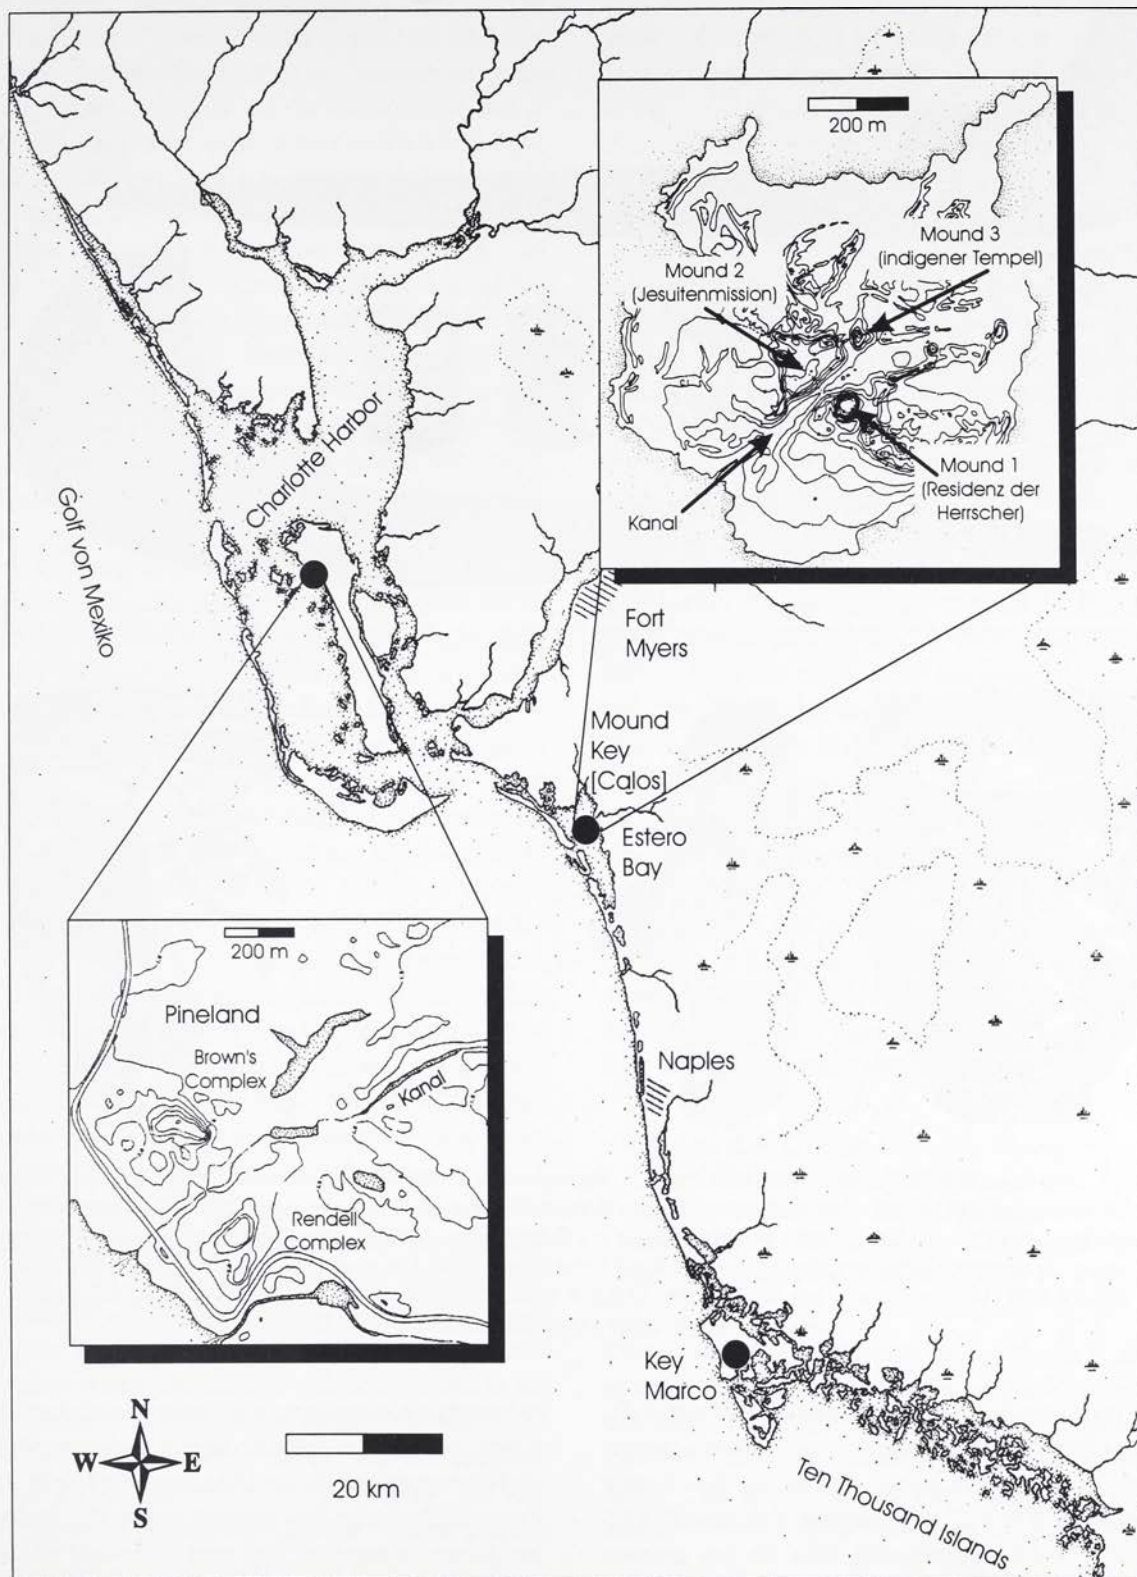 200 m
Mound 3
(indigener Tempel)
Mound 2
(Jesuitenmission)
Mound 1
(Residenz der
Herrscher)
Kanal
Charlotte Harbor
Golf von Mexiko
Fort
Myers
Mound
Key
[Calos]
Estero
Bay
200 m
Pineland
Brown's
Complex
Kanal
Rendell
Complex
Naples
Key
Marco
Ten Thousand Islands
N
W E
S
20 km